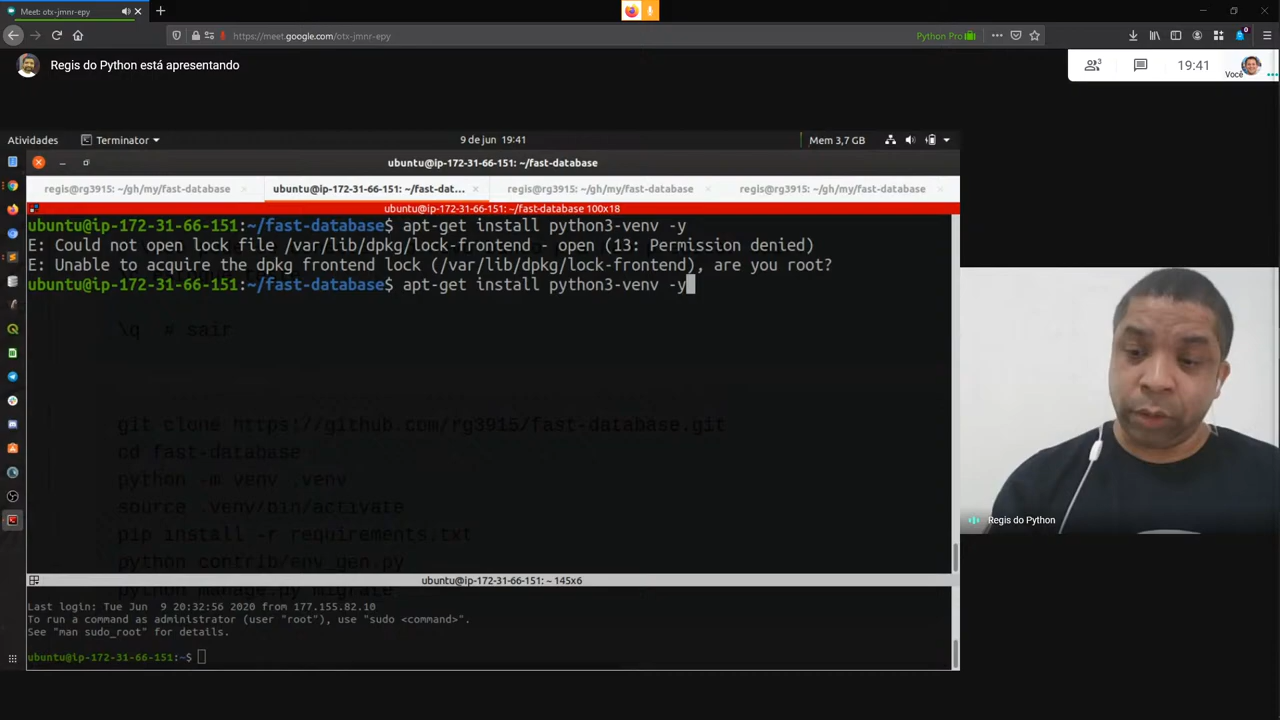 Meet: otx-jmnr-epy
https://meet.google.com/otx-jmnr-epy
Python Pro
Regis do Python está apresentando
3
19:41
Você
Atividades
Terminator
9 de jun 19:41
Mem 3,7 GB
ubuntu@ip-172-31-66-151: ~/fast-database
regis@rg3915: ~/gh/my/fast-database
ubuntu@ip-172-31-66-151: ~/fast-dat...
regis@rg3915: ~/gh/my/fast-database
regis@rg3915: ~/gh/my/fast-database
ubuntu@ip-172-31-66-151: ~/fast-database 100x18
ubuntu@ip-172-31-66-151:~/fast-database$ apt-get install python3-venv -y
E: Could not open lock file /var/lib/dpkg/lock-frontend - open (13: Permission denied)
E: Unable to acquire the dpkg frontend lock (/var/lib/dpkg/lock-frontend), are you root?
ubuntu@ip-172-31-66-151:~/fast-database$ apt-get install python3-venv -y
\q # sair
git clone https://github.com/rg3915/fast-database.git
cd fast-database
python -m venv .venv
source .venv/bin/activate
pip install -r requirements.txt
python contrib/env_gen.py
python manage.py migrate
ubuntu@ip-172-31-66-151: ~ 145x6
Last login: Tue Jun  9 20:32:56 2020 from 177.155.82.10
To run a command as administrator (user "root"), use "sudo <command>".
See "man sudo_root" for details.
ubuntu@ip-172-31-66-151:~$
Regis do Python